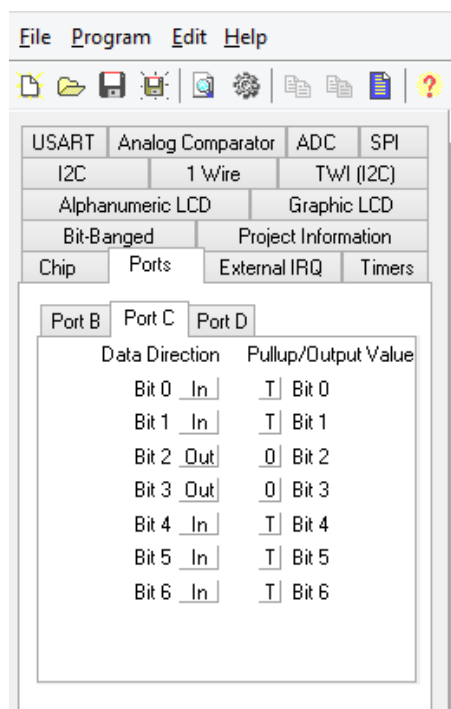 File Program Edit Help
?
USART Analog Comparator ADC SPI
I2C 1 Wire TWI (I2C)
Alphanumeric LCD Graphic LCD
Bit-Banged Project Information
Chip Ports External IRQ Timers
Port B Port C Port D
Data Direction Pullup/Output Value
Bit 0 In T Bit 0
Bit 1 In T Bit 1
Bit 2 Out 0 Bit 2
Bit 3 Out 0 Bit 3
Bit 4 In T Bit 4
Bit 5 In T Bit 5
Bit 6 In T Bit 6